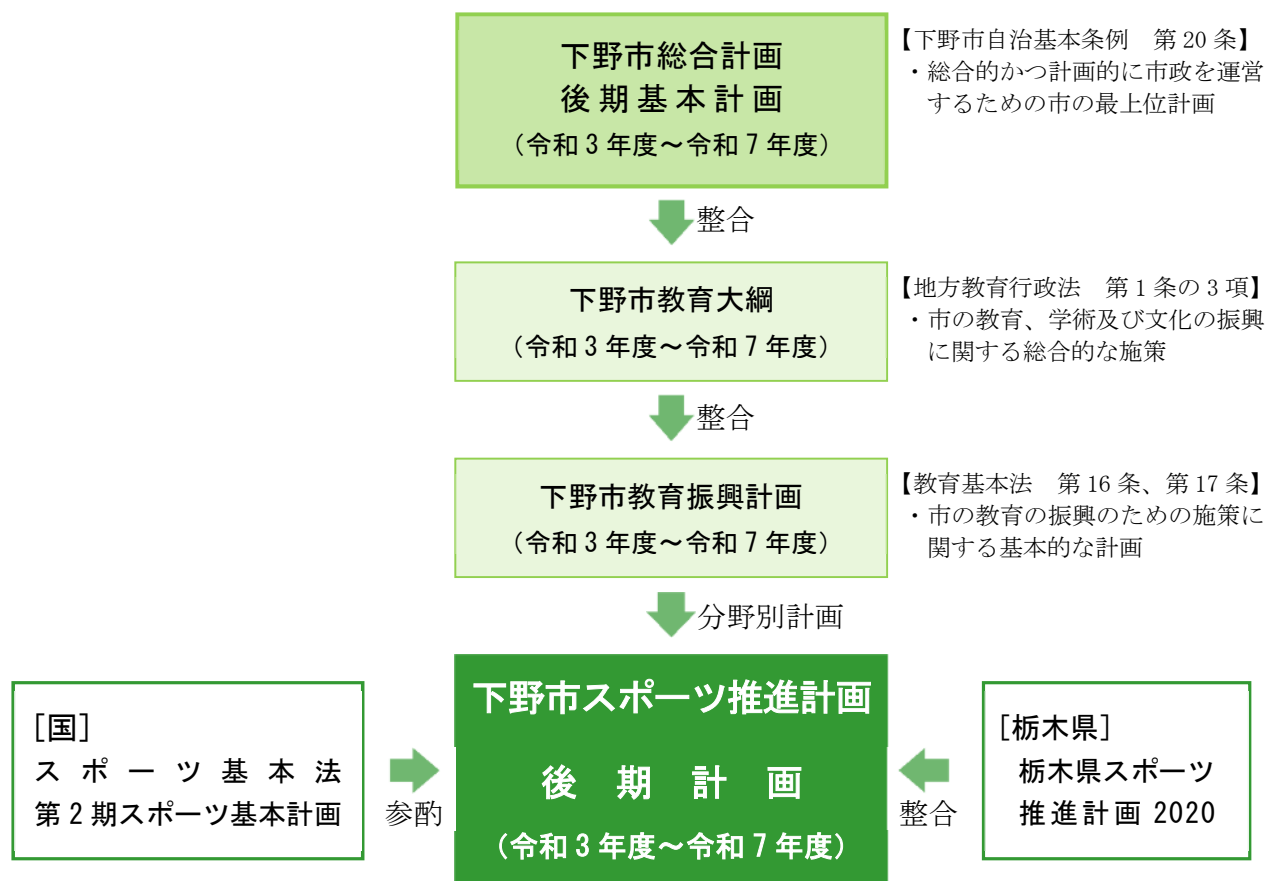 下野市総合計画
後期基本計画
(令和3年度～令和7年度)
【下野市自治基本条例　第20条】
・総合的かつ計画的に市政を運営
するための市の最上位計画
整合
下野市教育大綱
(令和3年度～令和7年度)
【地方教育行政法　第1条の3項】
・市の教育、学術及び文化の振興
に関する総合的な施策
整合
下野市教育振興計画
(令和3年度～令和7年度)
【教育基本法　第16条、第17条】
・市の教育の振興のための施策に
関する基本的な計画
分野別計画
[国]
スポーツ基本法
第2期スポーツ基本計画
参酌
下野市スポーツ推進計画
後期計画
(令和3年度～令和7年度)
整合
[栃木県]
栃木県スポーツ
推進計画2020